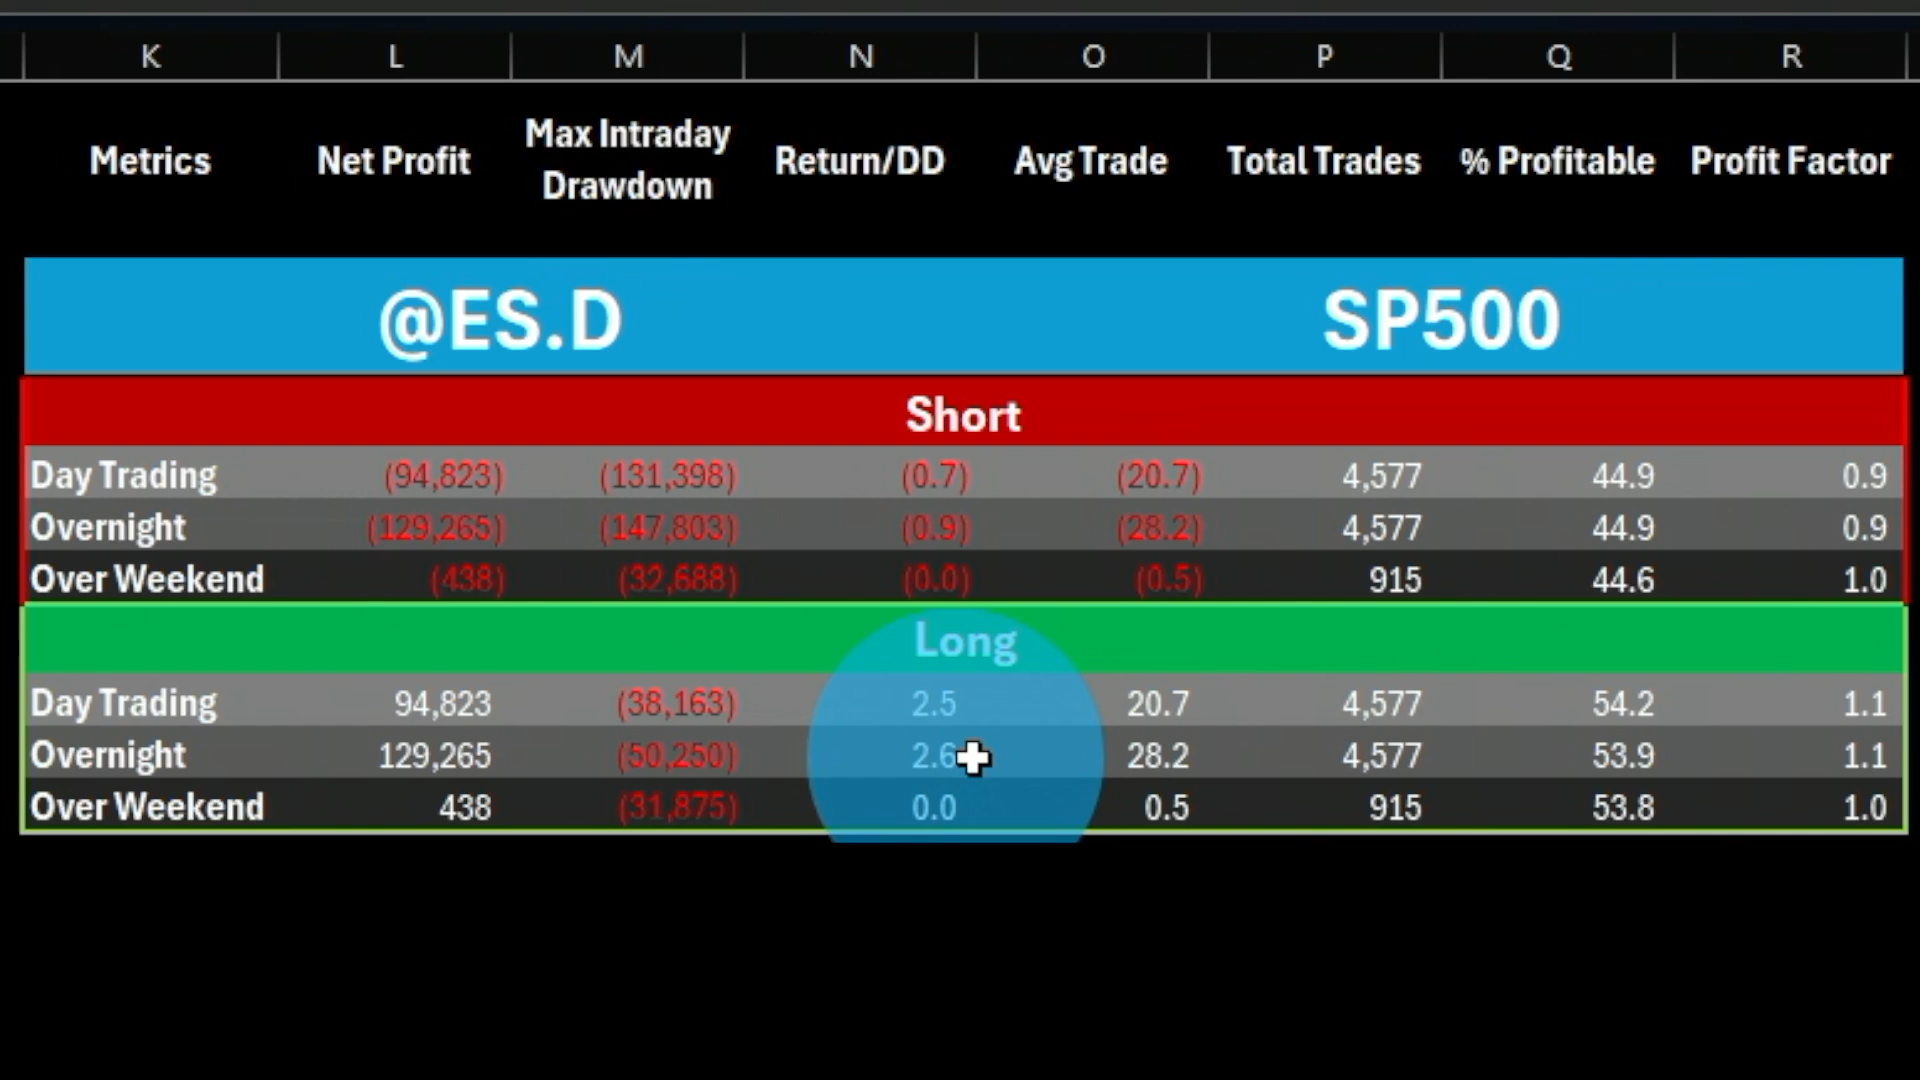 K L M N O P Q R
Metrics Net Profit Max Intraday Drawdown Return/DD Avg Trade Total Trades % Profitable Profit Factor
@ES.D SP500
Short
Day Trading (94,823) (131,398) (0.7) (20.7) 4,577 44.9 0.9
Overnight (129,265) (147,803) (0.9) (28.2) 4,577 44.9 0.9
Over Weekend (438) (32,688) (0.0) (0.5) 915 44.6 1.0
Long
Day Trading 94,823 (38,163) 2.5 20.7 4,577 54.2 1.1
Overnight 129,265 (50,250) 2.6 28.2 4,577 53.9 1.1
Over Weekend 438 (31,875) 0.0 0.5 915 53.8 1.0